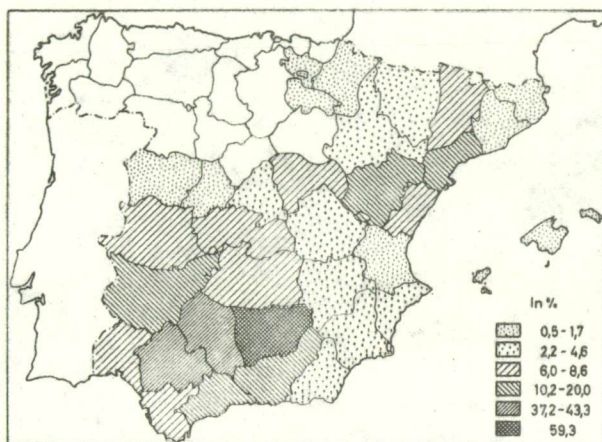 In %
0,5 - 1,7
2,2 - 4,6
6,0 - 8,6
10,2 - 20,0
37,2 - 43,3
59,3